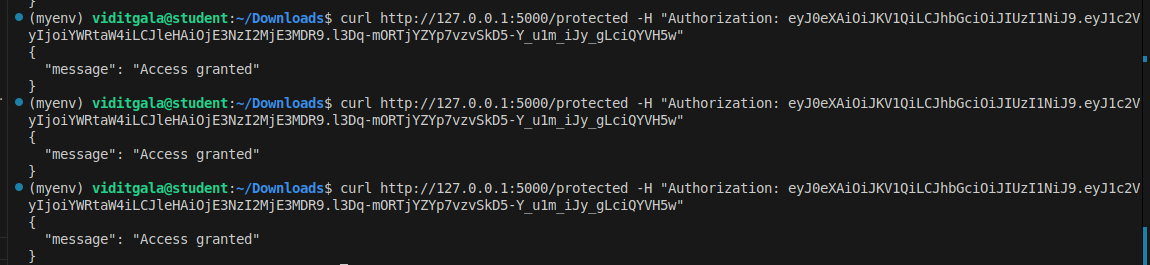 }
(myenv) viditgala@student:~/Downloads$ curl http://127.0.0.1:5000/protected -H "Authorization: eyJ0eXAiOiJKV1QiLCJhbGciOiJIUzI1NiJ9.eyJ1c2V
yIjoiYWRtaW4iLCJleHAiOjE3NzI2MjE3MDR9.l3Dq-mORTjYZYp7vzvSkD5-Y_u1m_iJy_gLciQYVH5w"
{
  "message": "Access granted"
}
(myenv) viditgala@student:~/Downloads$ curl http://127.0.0.1:5000/protected -H "Authorization: eyJ0eXAiOiJKV1QiLCJhbGciOiJIUzI1NiJ9.eyJ1c2V
yIjoiYWRtaW4iLCJleHAiOjE3NzI2MjE3MDR9.l3Dq-mORTjYZYp7vzvSkD5-Y_u1m_iJy_gLciQYVH5w"
{
  "message": "Access granted"
}
(myenv) viditgala@student:~/Downloads$ curl http://127.0.0.1:5000/protected -H "Authorization: eyJ0eXAiOiJKV1QiLCJhbGciOiJIUzI1NiJ9.eyJ1c2V
yIjoiYWRtaW4iLCJleHAiOjE3NzI2MjE3MDR9.l3Dq-mORTjYZYp7vzvSkD5-Y_u1m_iJy_gLciQYVH5w"
{
  "message": "Access granted"
}